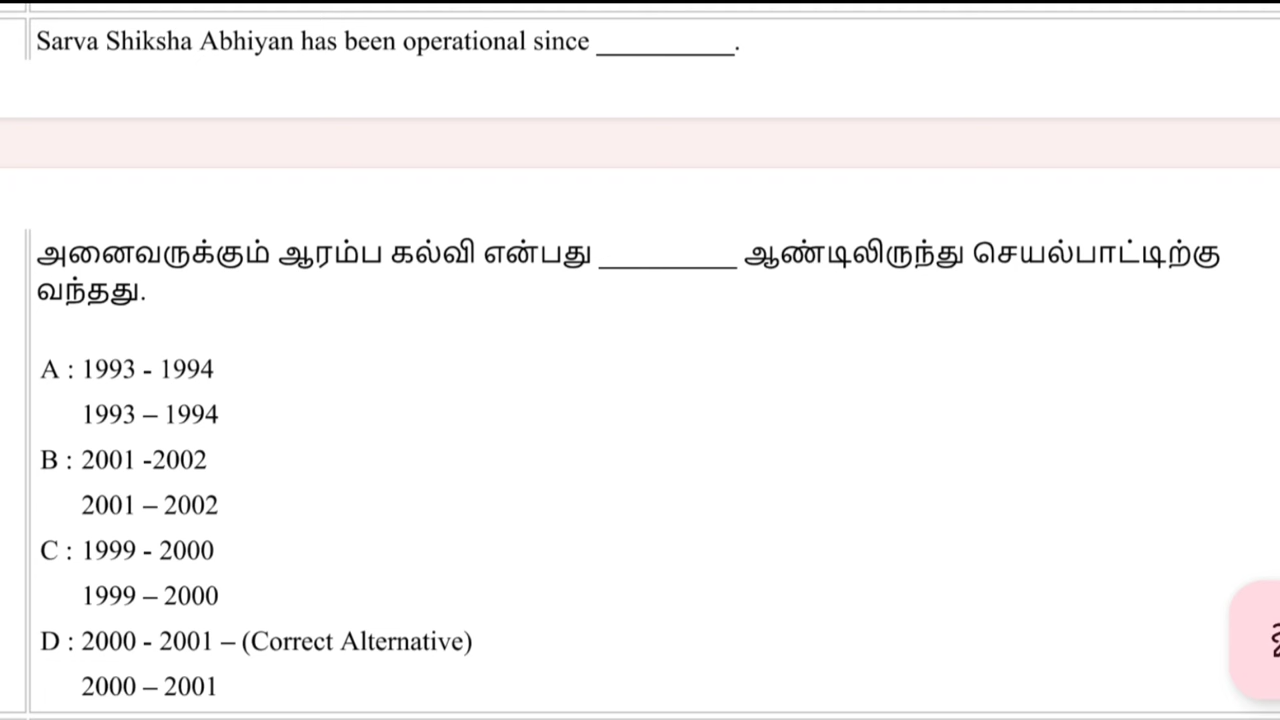 Sarva Shiksha Abhiyan has been operational since __________.
அனைவருக்கும் ஆரம்ப கல்வி என்பது __________ ஆண்டிலிருந்து செயல்பாட்டிற்கு
வந்தது.
A : 1993 - 1994
1993 – 1994
B : 2001 -2002
2001 – 2002
C : 1999 - 2000
1999 – 2000
D : 2000 - 2001 – (Correct Alternative)
2000 – 2001